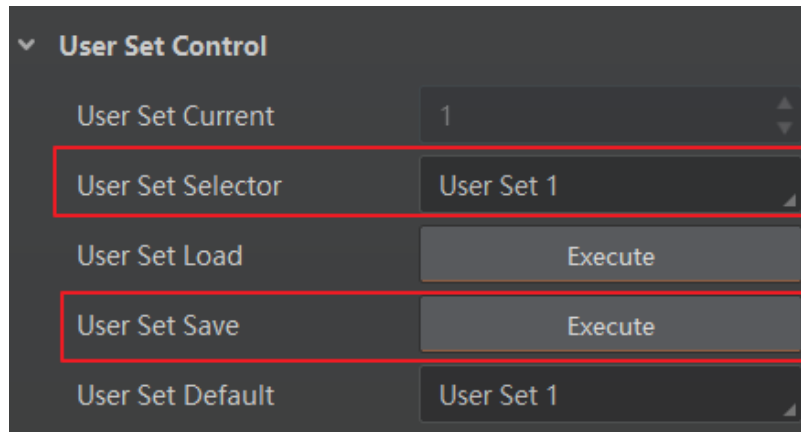 User Set Control
User Set Current 1
User Set Selector User Set 1
User Set Load Execute
User Set Save Execute
User Set Default User Set 1